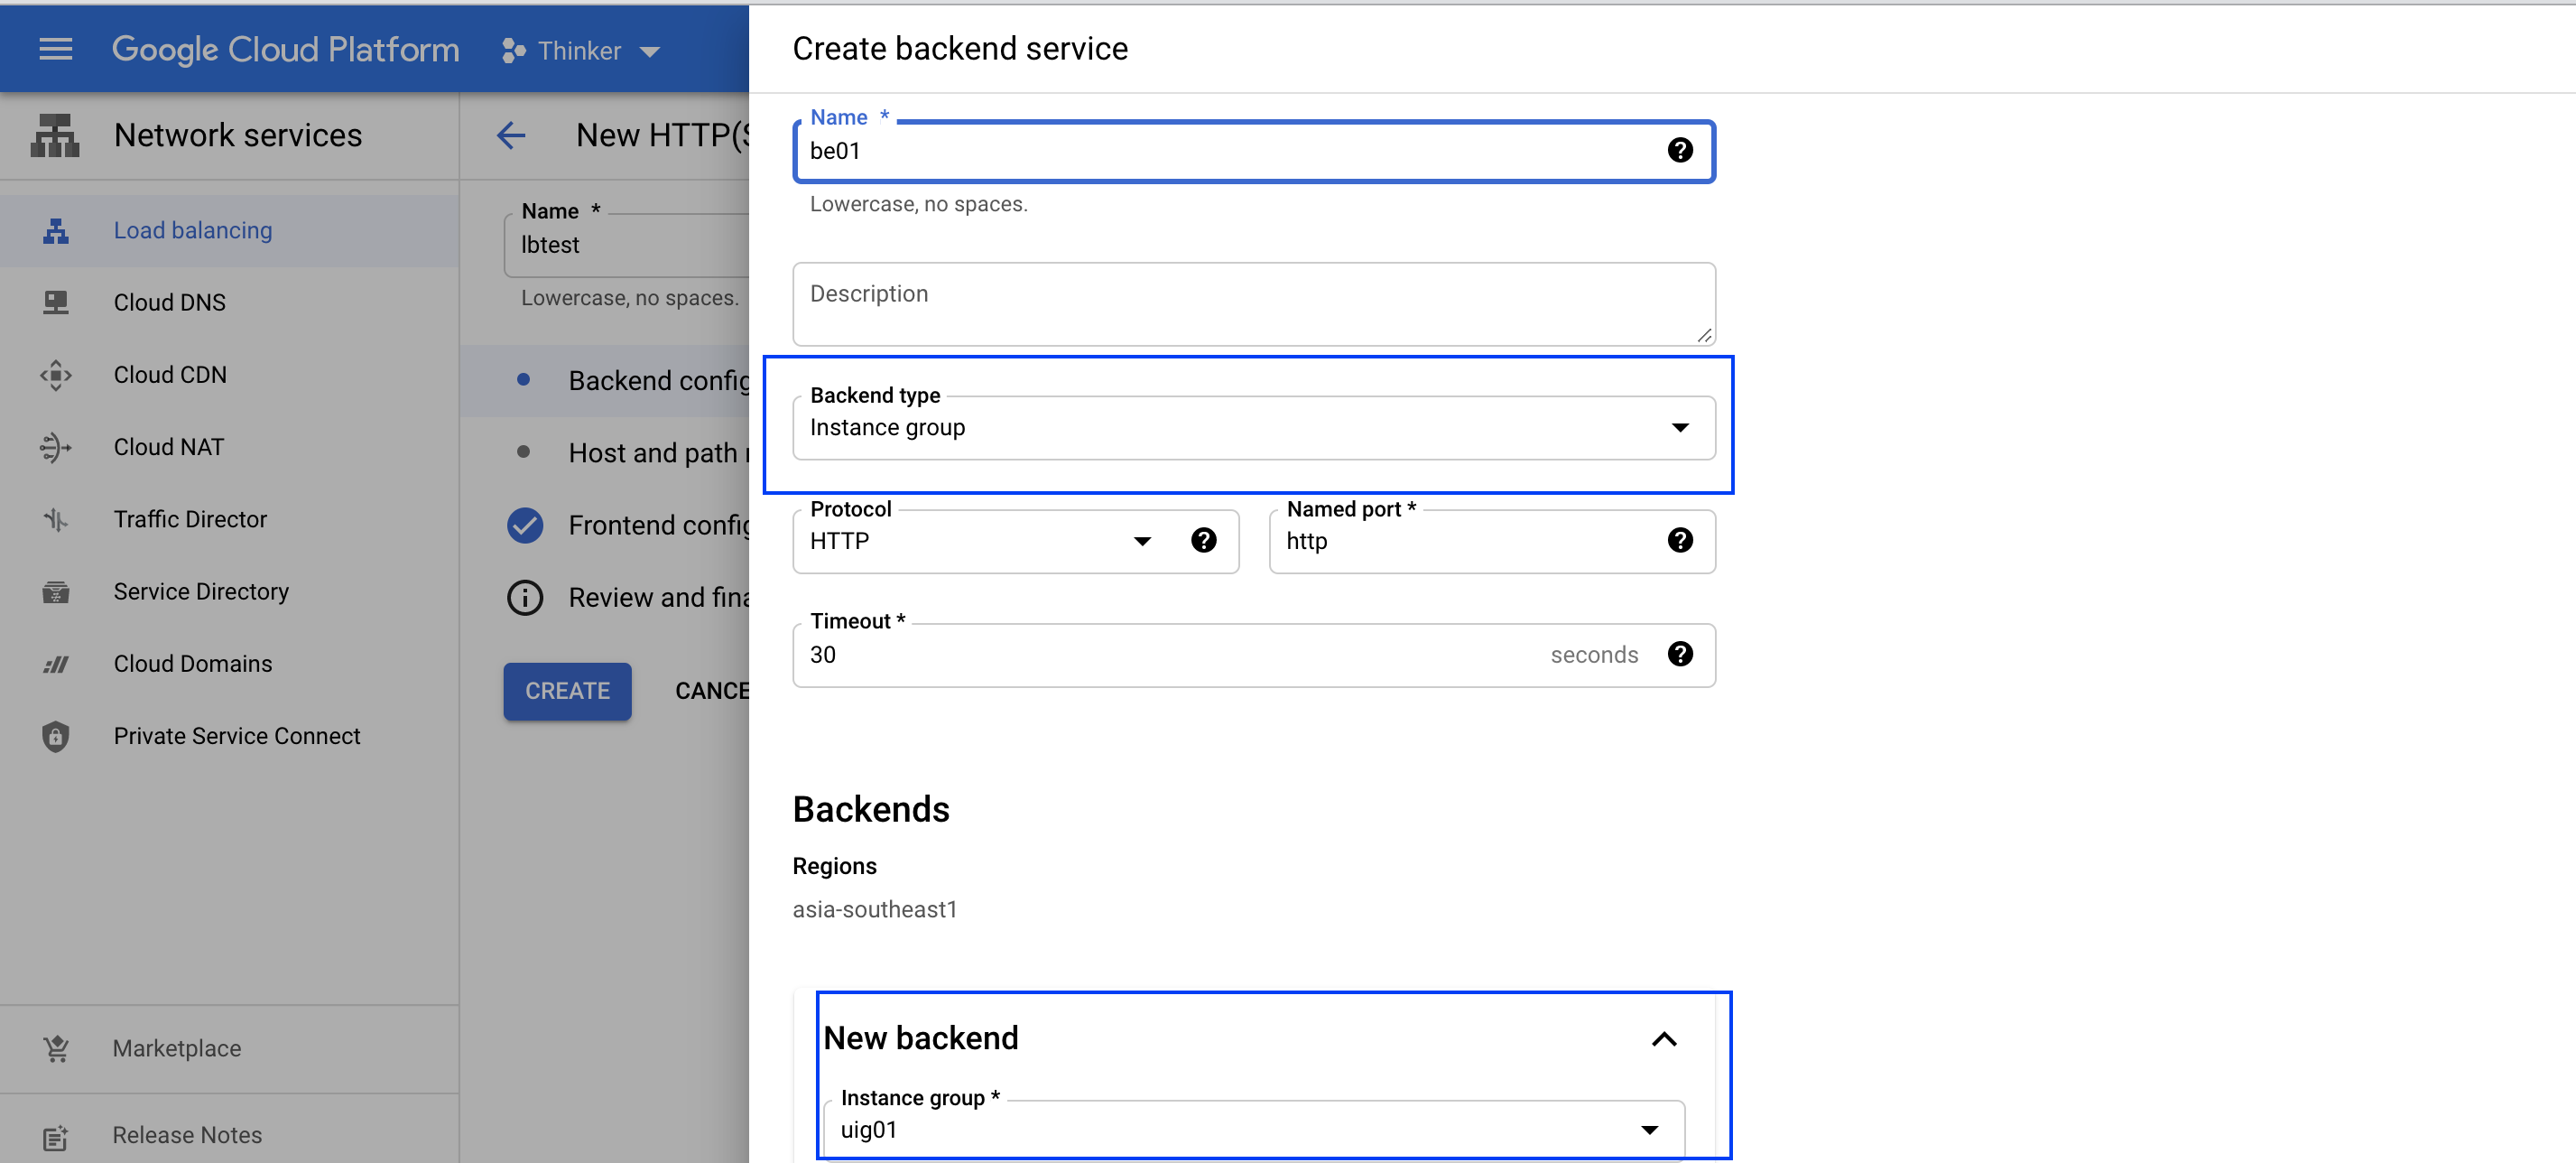 Google Cloud Platform
Thinker
Network services
Load balancing
Cloud DNS
Cloud CDN
Cloud NAT
Traffic Director
Service Directory
Cloud Domains
Private Service Connect
Marketplace
Release Notes
New HTTP(S
Name *
lbtest
Lowercase, no spaces.
Backend config
Host and path r
Frontend config
Review and fina
CREATE
CANCE
Create backend service
Name *
be01
Lowercase, no spaces.
Description
Backend type
Instance group
Protocol
HTTP
Named port *
http
Timeout *
30
seconds
Backends
Regions
asia-southeast1
New backend
Instance group *
uig01